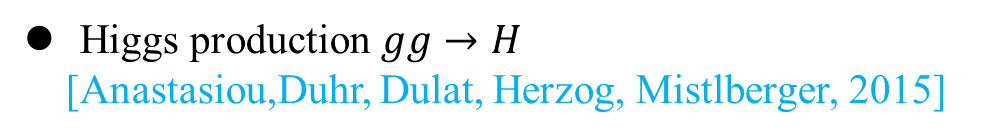 ● Higgs production gg → H
[Anastasiou,Duhr, Dulat, Herzog, Mistlberger, 2015]